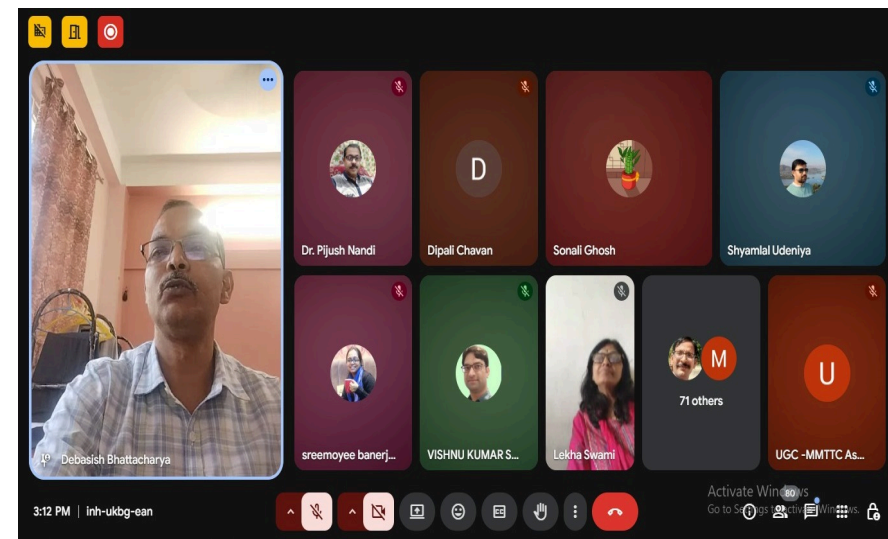 Debasish Bhattacharya
Dr. Pijush Nandi
D
Dipali Chavan
Sonali Ghosh
Shyamlal Udeniya
sreemoyee banerj...
VISHNU KUMAR S...
Lekha Swami
M
71 others
U
UGC -MMTTC As...
3:12 PM | inh-ukbg-ean
CC
80
Activate Windows
Go to Settings to activate Windows.